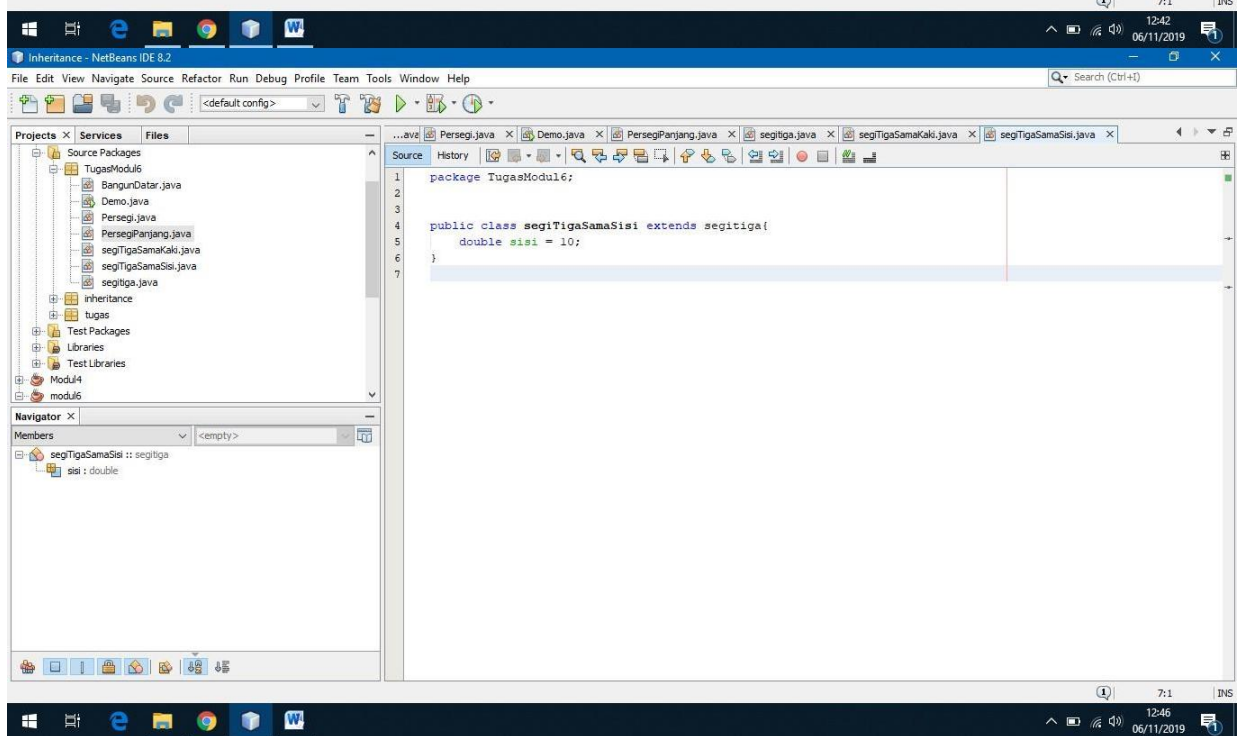 7:1 INS
12:42
06/11/2019
Inheritance - NetBeans IDE 8.2
File Edit View Navigate Source Refactor Run Debug Profile Team Tools Window Help
Search (Ctrl+I)
<default config>
Projects Services Files
...ava Persegi.java Demo.java PersegiPanjang.java segitiga.java segiTigaSamaKaki.java segiTigaSamaSisi.java
Source History
Source Packages
TugasModul6
BangunDatar.java
Demo.java
Persegi.java
PersegiPanjang.java
segiTigaSamaKaki.java
segiTigaSamaSisi.java
segitiga.java
inheritance
tugas
Test Packages
Libraries
Test Libraries
Modul4
modul6
1 package TugasModul6;
2
3
4 public class segiTigaSamaSisi extends segitiga{
5 double sisi = 10;
6 }
7
Navigator
Members <empty>
segiTigaSamaSisi :: segitiga
sisi : double
1 7:1 INS
12:46
06/11/2019